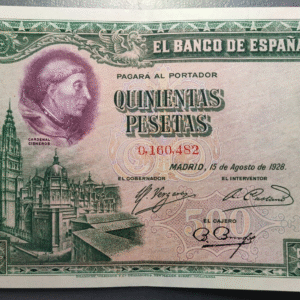 EL BANCO DE ESPAÑA
PAGARÁ AL PORTADOR
QUINIENTAS
PESETAS
0,160,482
CARDENAL
CISNEROS
MADRID, 15 de Agosto de 1928.
EL GOBERNADOR
EL INTERVENTOR
EL CAJERO